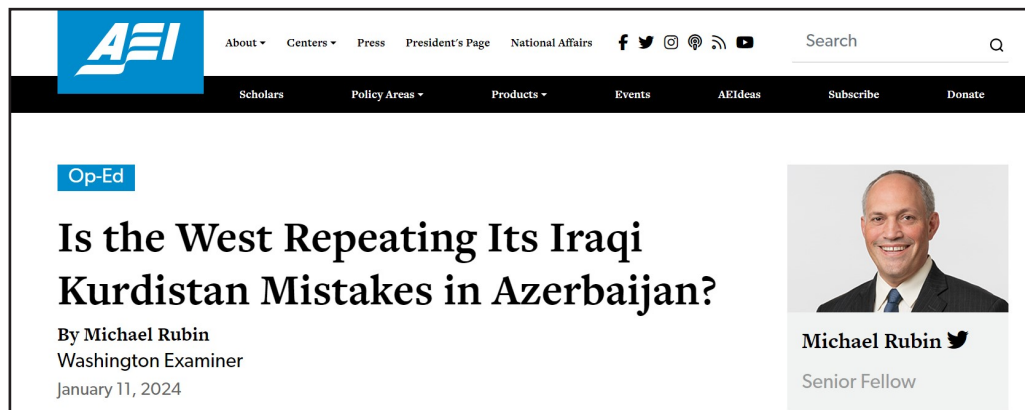 AEI
About Centers Press President's Page National Affairs
Search
Scholars Policy Areas Products Events AEIdeas Subscribe Donate
Op-Ed
Is the West Repeating Its Iraqi
Kurdistan Mistakes in Azerbaijan?
By Michael Rubin
Washington Examiner
January 11, 2024
Michael Rubin
Senior Fellow